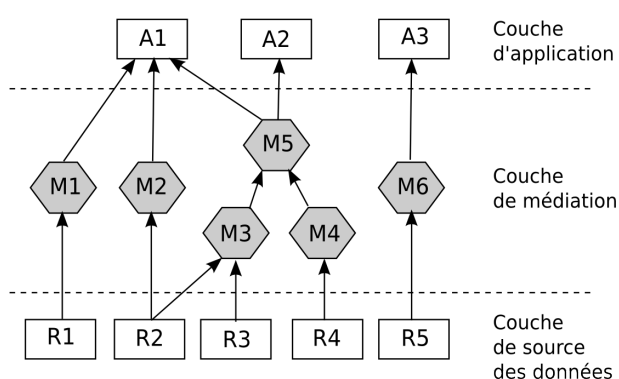 A1
A2
A3
Couche
d'application
M5
M1
M2
M6
Couche
de médiation
M3
M4
R1
R2
R3
R4
R5
Couche
de source
des données